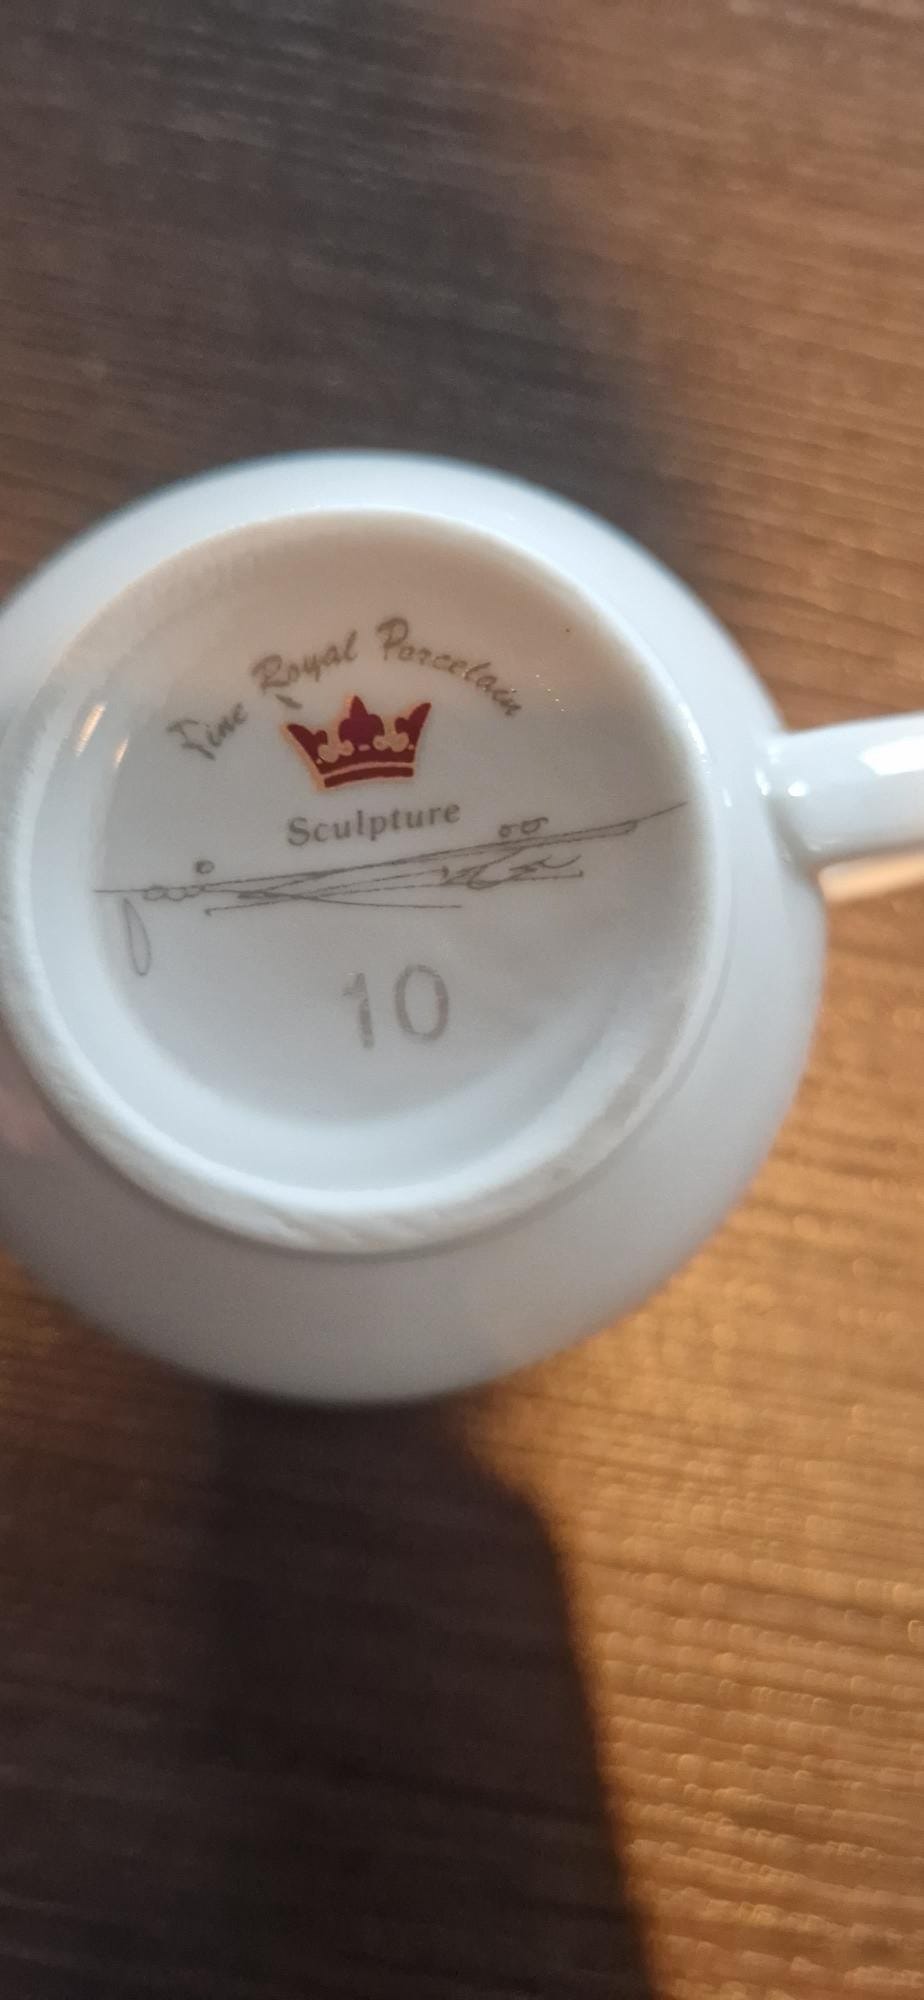 Fine Royal Porcelain
Sculpture
10